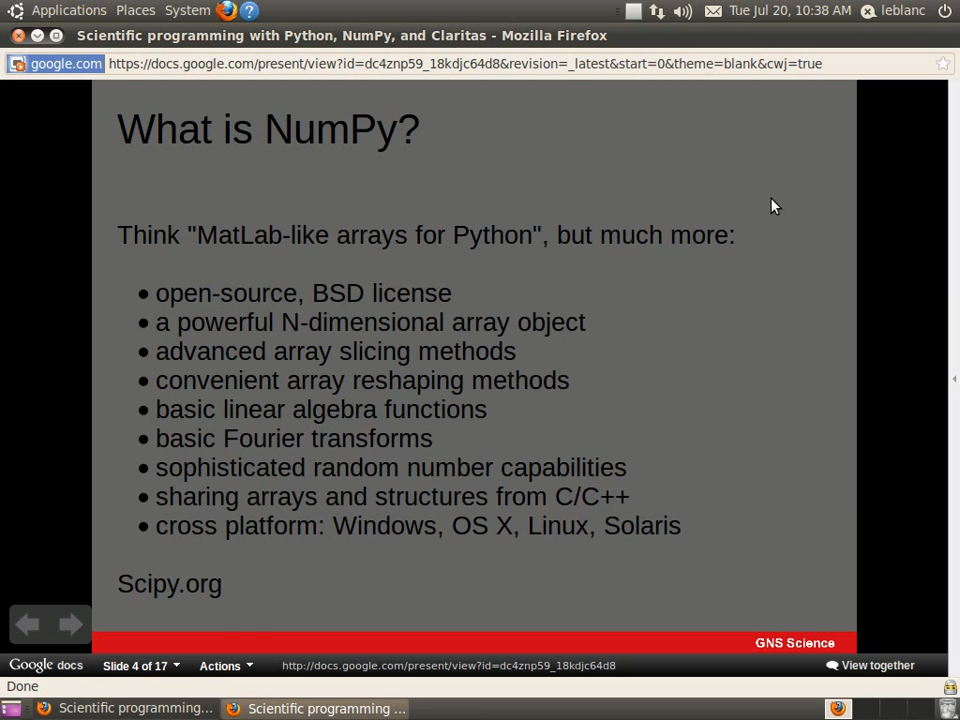 Applications Places System Tue Jul 20, 10:38 AM leblanc
Scientific programming with Python, NumPy, and Claritas - Mozilla Firefox
google.com https://docs.google.com/present/view?id=dc4znp59_18kdjc64d8&revision=_latest&start=0&theme=blank&cwj=true
What is NumPy?
Think "MatLab-like arrays for Python", but much more:
• open-source, BSD license
• a powerful N-dimensional array object
• advanced array slicing methods
• convenient array reshaping methods
• basic linear algebra functions
• basic Fourier transforms
• sophisticated random number capabilities
• sharing arrays and structures from C/C++
• cross platform: Windows, OS X, Linux, Solaris
Scipy.org
GNS Science
Google docs Slide 4 of 17 Actions http://docs.google.com/present/view?id=dc4znp59_18kdjc64d8 View together
Done
Scientific programming... Scientific programming ...